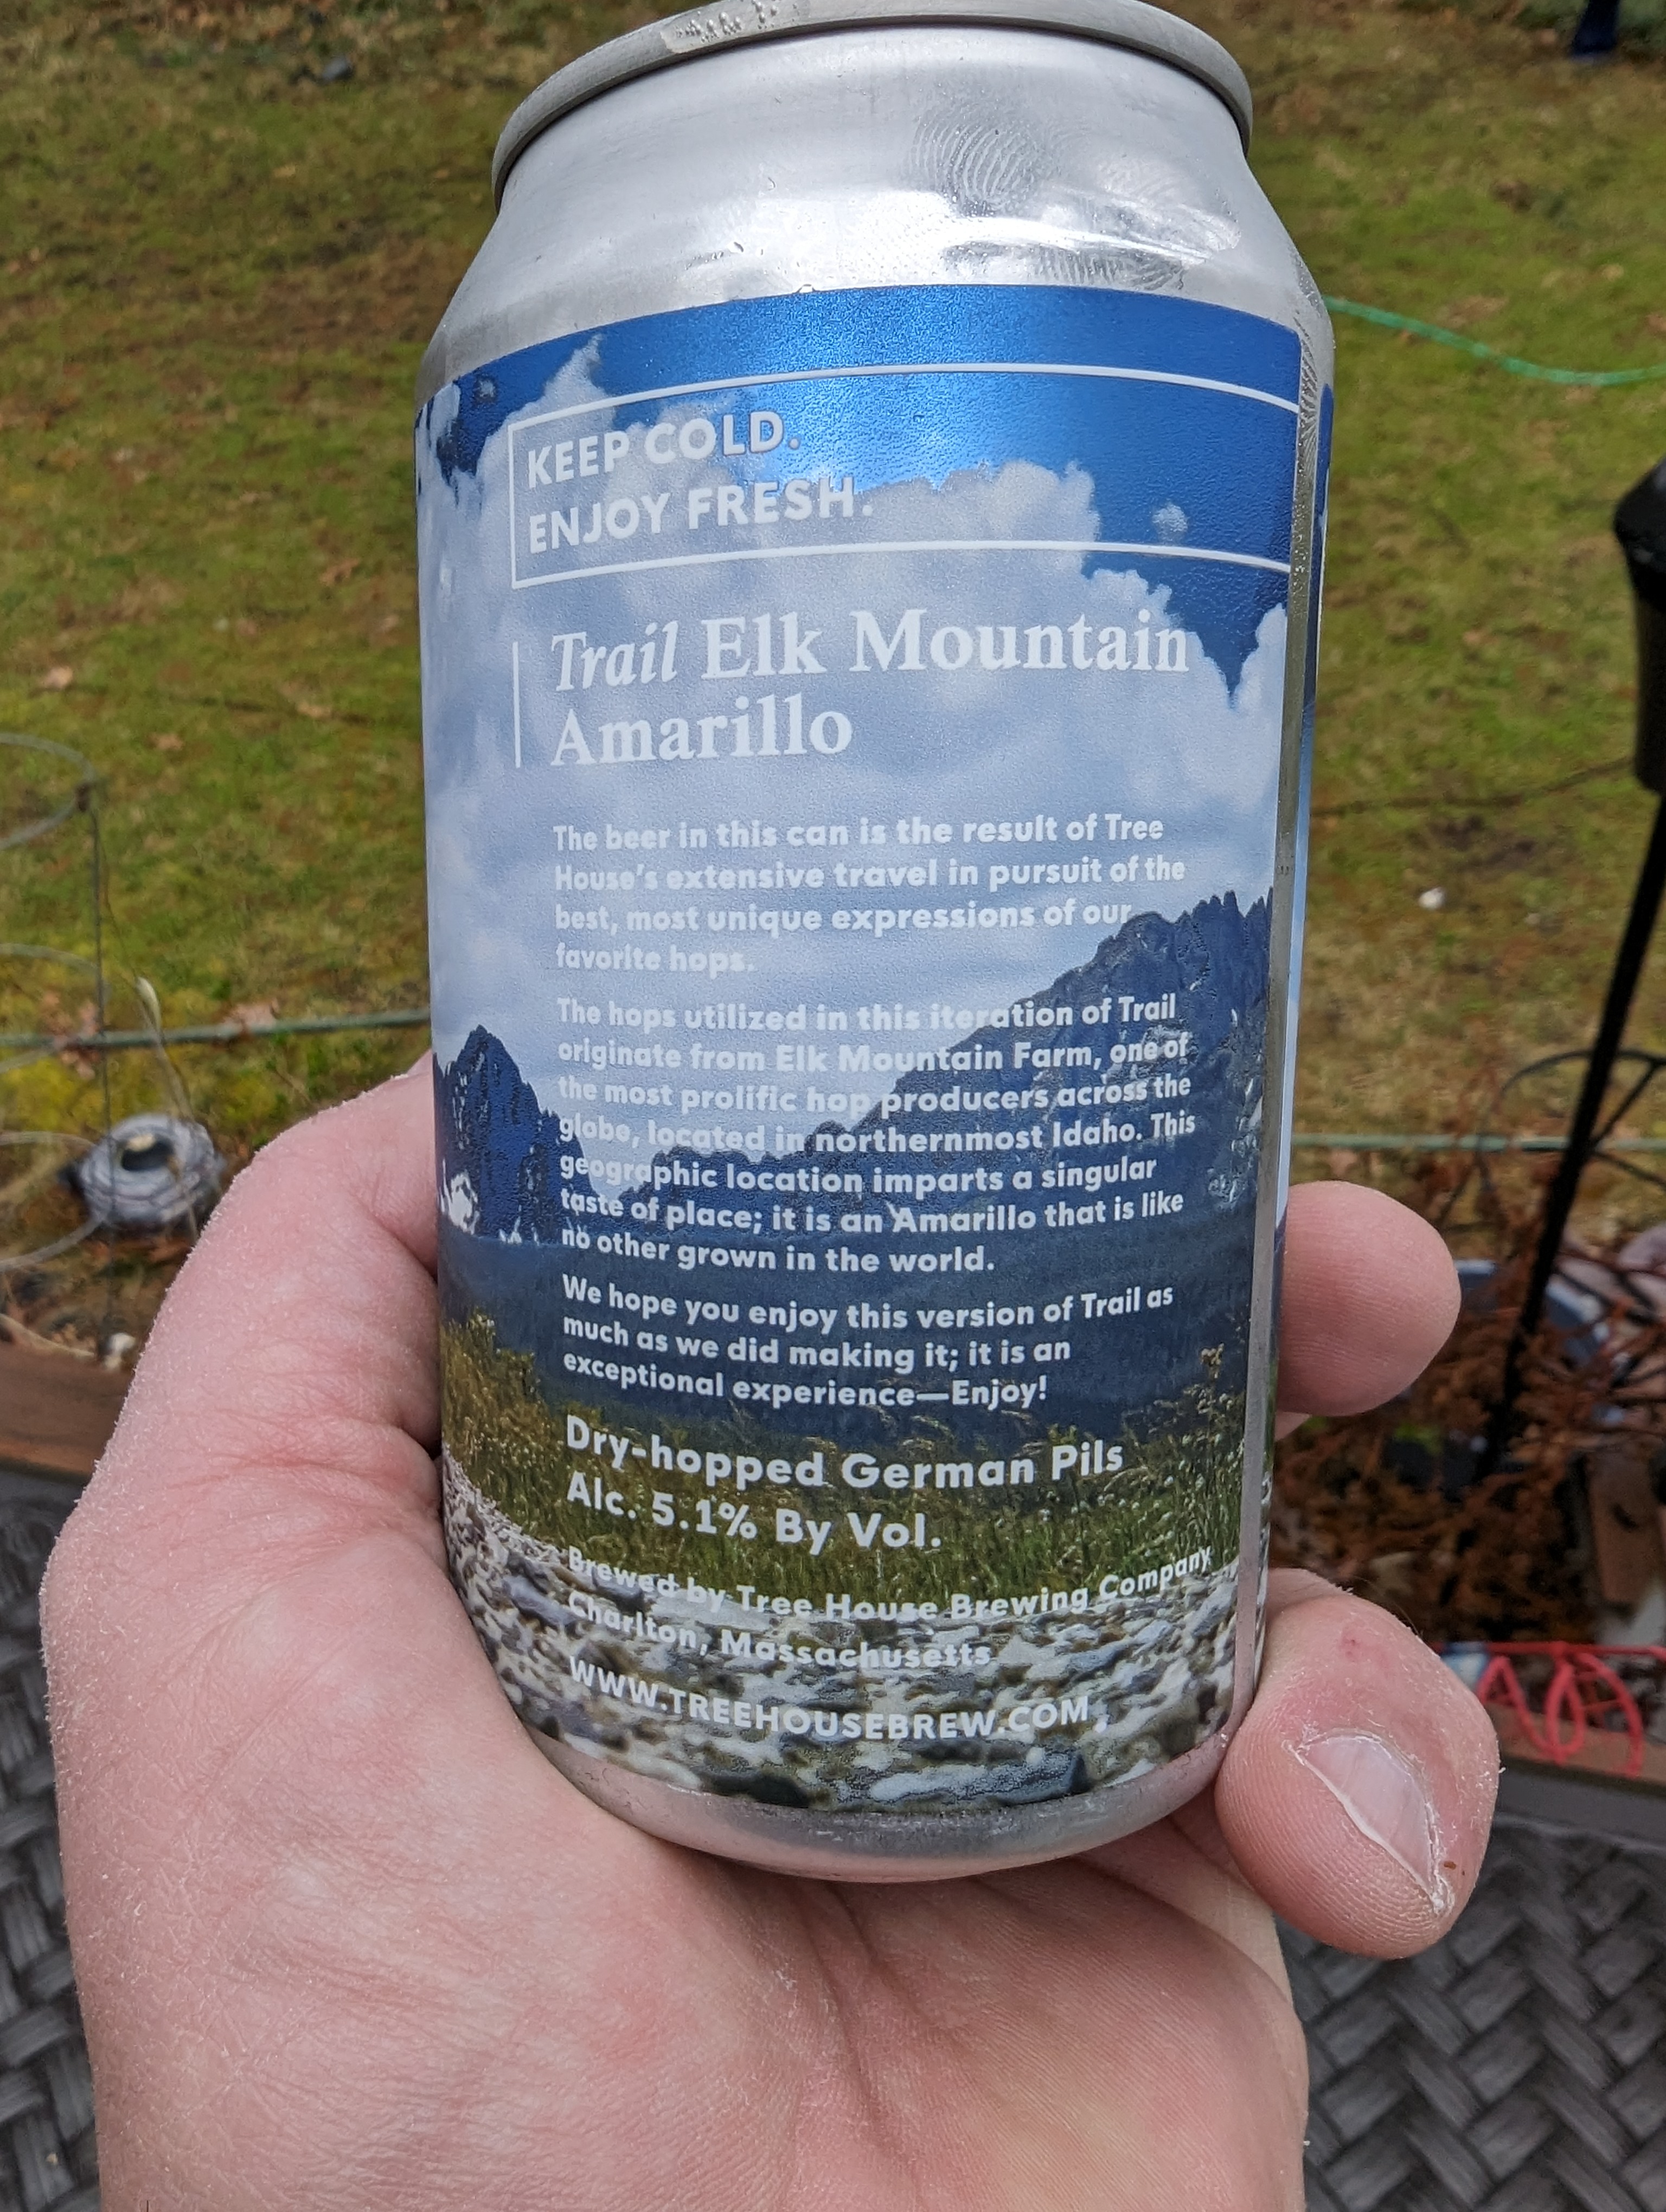 KEEP COLD.
ENJOY FRESH.
Trail Elk Mountain
Amarillo
The beer in this can is the result of Tree
House's extensive travel in pursuit of the
best, most unique expressions of our
favorite hops.
The hops utilized in this iteration of Trail
originate from Elk Mountain Farm, one of
the most prolific hop producers across the
globe, located in northernmost Idaho. This
geographic location imparts a singular
taste of place; it is an Amarillo that is like
no other grown in the world.
We hope you enjoy this version of Trail as
much as we did making it; it is an
exceptional experience—Enjoy!
Dry-hopped German Pils
Alc. 5.1% By Vol.
Brewed by Tree House Brewing Company
Charlton, Massachusetts
WWW.TREEHOUSEBREW.COM